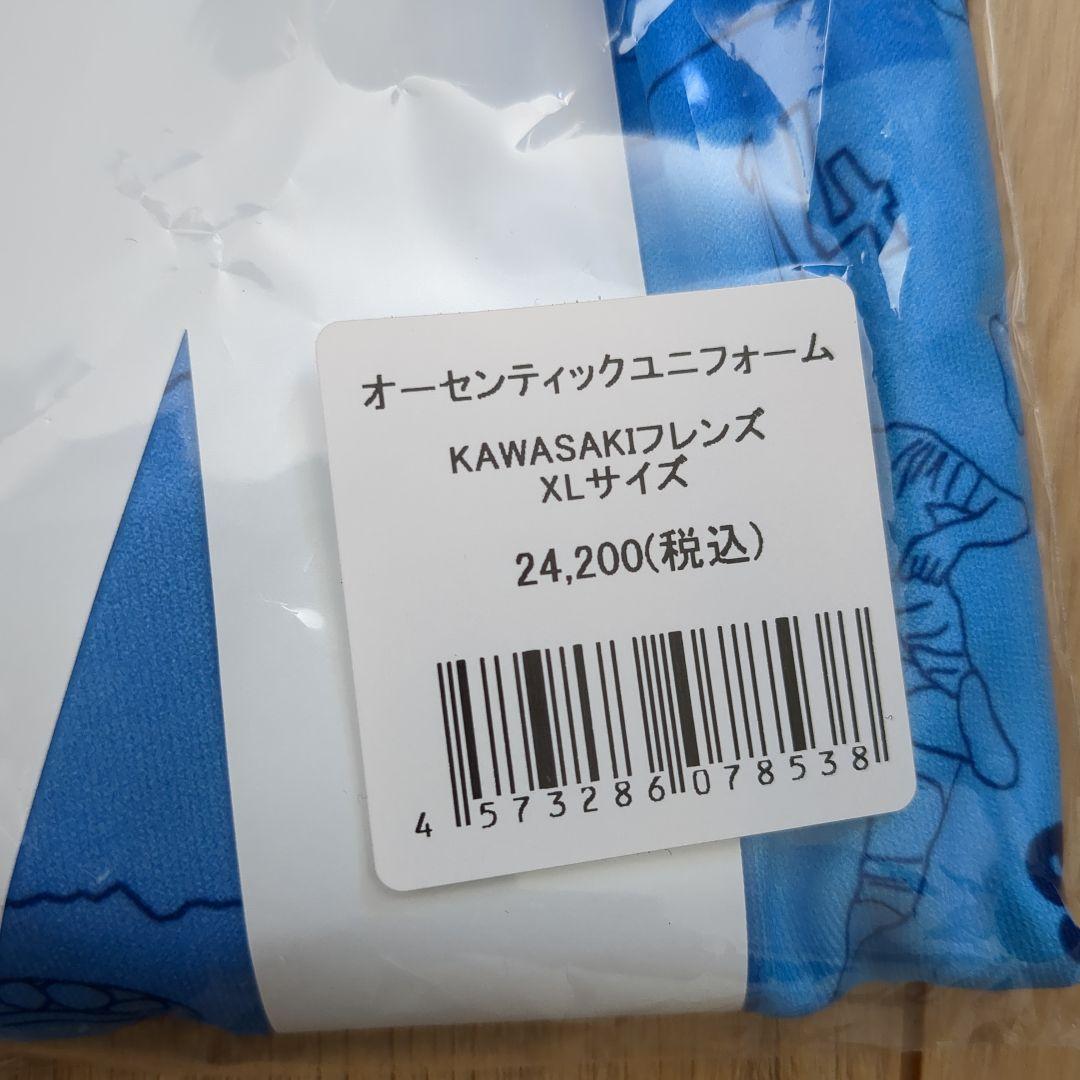 オーセンティックユニフォーム
KAWASAKIフレンズ
XLサイズ
24,200(税込)
4 573286 078538
14